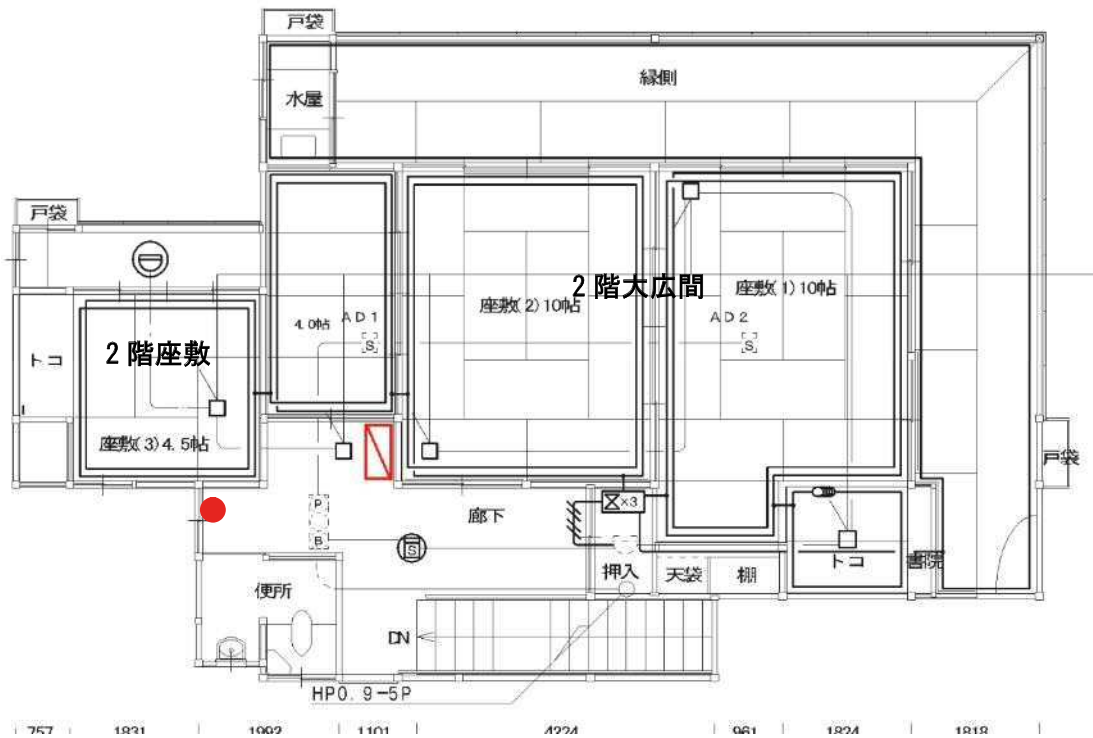 戸袋
縁側
水屋
戸袋
2階大広間
座敷(1)10帖
座敷(2)10帖
4.0帖
AD1
AD2
S
S
2階座敷
トコ
座敷(3)4.5帖
戸袋
P
×3
廊下
B
S
トコ
書院
押入
天袋
棚
便所
DN
HP0.9-5P
757
1831
1992
1101
4224
961
1824
1818